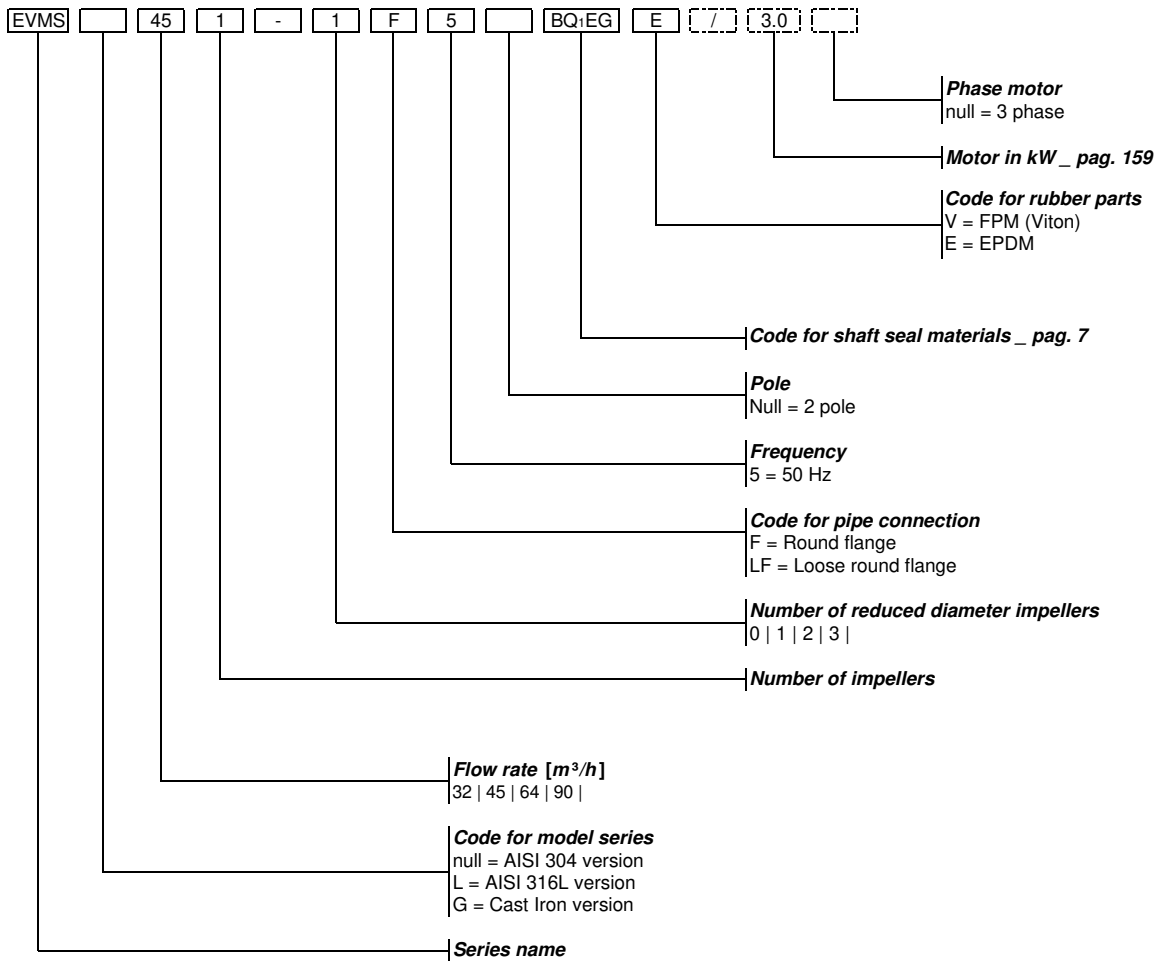 EVMS 45 1 - 1 F 5 BQ1EG E / 3.0
Phase motor
null = 3 phase
Motor in kW _ pag. 159
Code for rubber parts
V = FPM (Viton)
E = EPDM
Code for shaft seal materials _ pag. 7
Pole
Null = 2 pole
Frequency
5 = 50 Hz
Code for pipe connection
F = Round flange
LF = Loose round flange
Number of reduced diameter impellers
0 | 1 | 2 | 3 |
Number of impellers
Flow rate [m³/h]
32 | 45 | 64 | 90 |
Code for model series
null = AISI 304 version
L = AISI 316L version
G = Cast Iron version
Series name